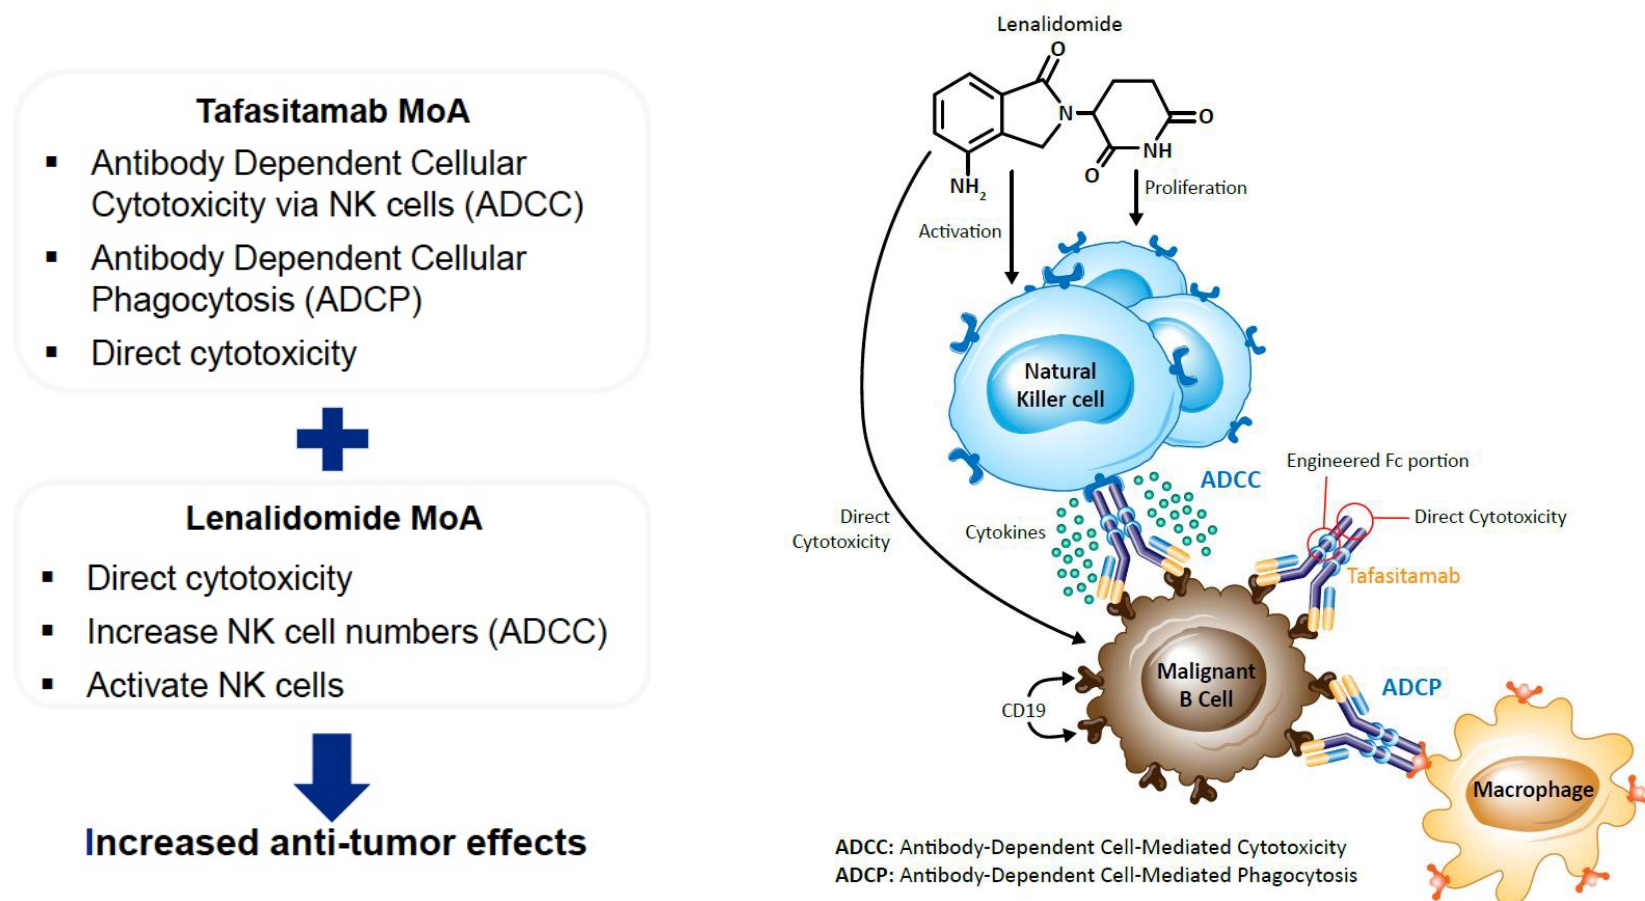 Tafasitamab MoA
▪ Antibody Dependent Cellular
Cytotoxicity via NK cells (ADCC)
▪ Antibody Dependent Cellular
Phagocytosis (ADCP)
▪ Direct cytotoxicity
Lenalidomide MoA
▪ Direct cytotoxicity
▪ Increase NK cell numbers (ADCC)
▪ Activate NK cells
Increased anti-tumor effects
Lenalidomide
O
N
O
NH
O
NH2
Activation
Proliferation
Natural
Killer cell
ADCC
Cytokines
Direct
Cytotoxicity
Engineered Fc portion
Direct Cytotoxicity
Tafasitamab
Malignant
B Cell
CD19
ADCP
Macrophage
ADCC: Antibody-Dependent Cell-Mediated Cytotoxicity
ADCP: Antibody-Dependent Cell-Mediated Phagocytosis